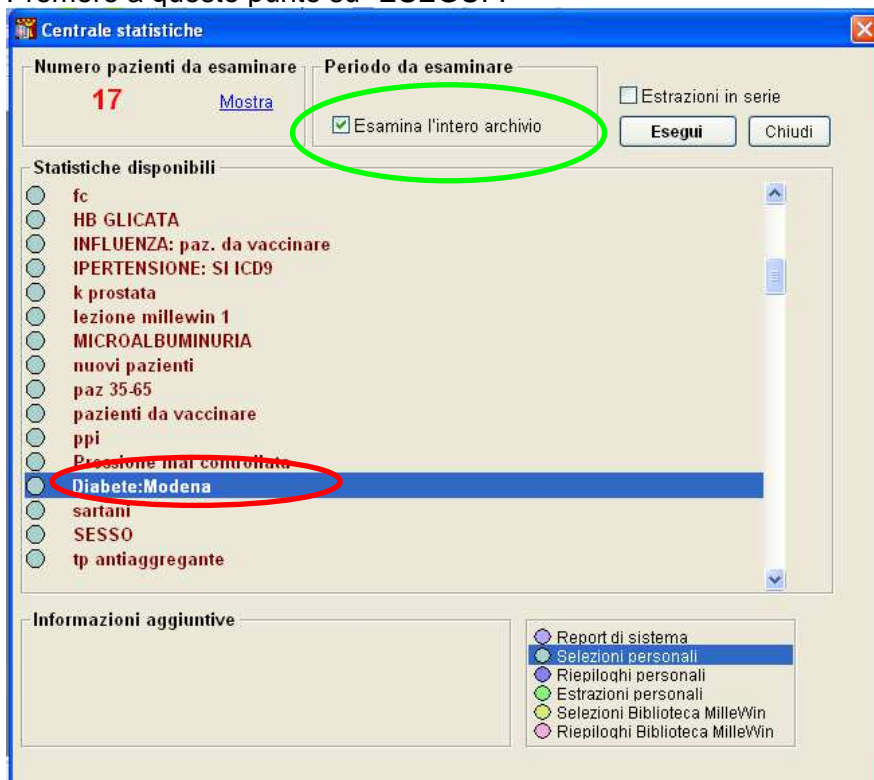 Centrale statistiche
Numero pazienti da esaminare
17 Mostra
Periodo da esaminare
Esamina l'intero archivio
Estrazioni in serie
Esegui Chiudi
Statistiche disponibili
fc
HB GLICATA
INFLUENZA: paz. da vaccinare
IPERTENSIONE: SI ICD9
k prostata
lezione millewin 1
MICROALBUMINURIA
nuovi pazienti
paz 35-65
pazienti da vaccinare
ppi
Pressione mal controllata
Diabete:Modena
sartani
SESSO
tp antiaggregante
Informazioni aggiuntive
Report di sistema
Selezioni personali
Riepiloghi personali
Estrazioni personali
Selezioni Biblioteca MilleWin
Riepiloghi Biblioteca MilleWin